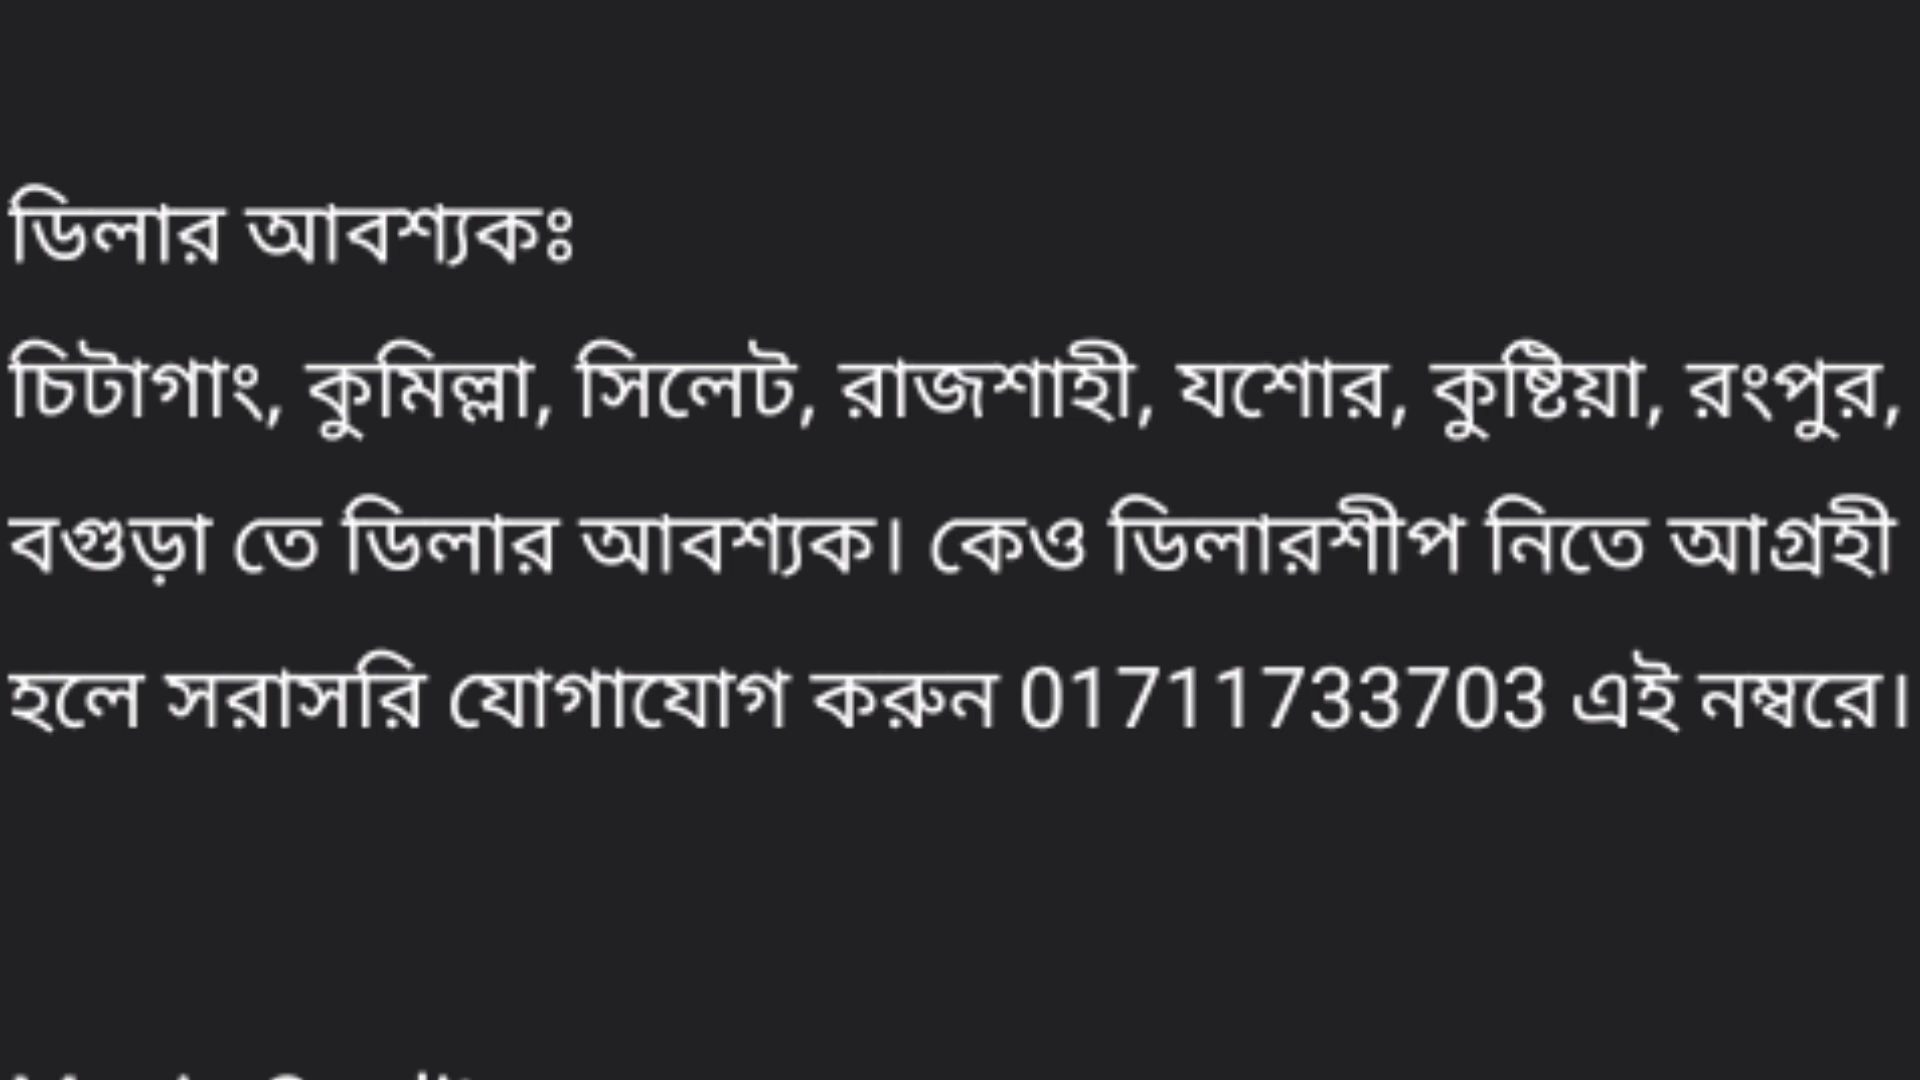 ডিলার আবশ্যকঃ
চিটাগাং, কুমিল্লা, সিলেট, রাজশাহী, যশোর, কুষ্টিয়া, রংপুর,
বগুড়া তে ডিলার আবশ্যক। কেও ডিলারশীপ নিতে আগ্রহী
হলে সরাসরি যোগাযোগ করুন 01711733703 এই নম্বরে।